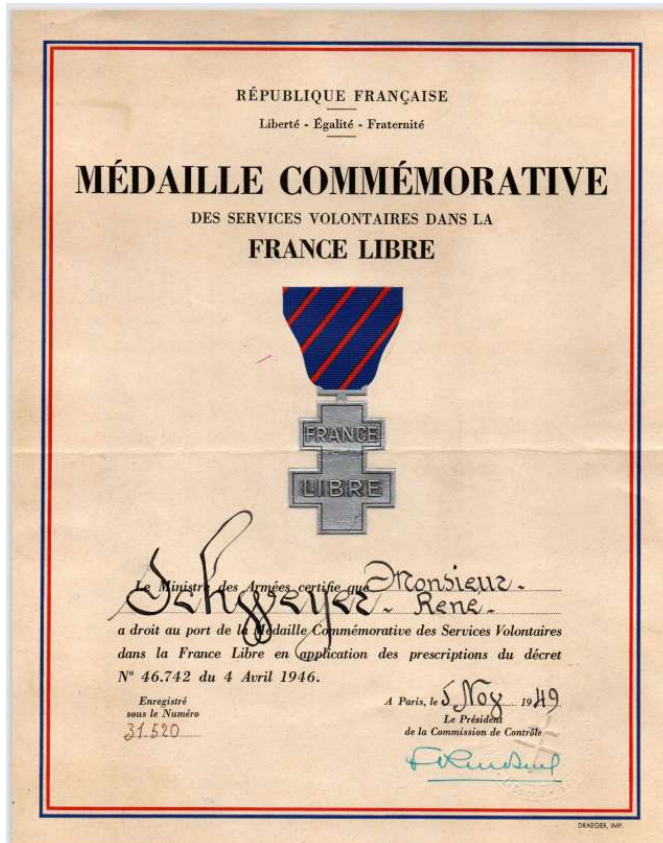 RÉPUBLIQUE FRANÇAISE
Liberté - Égalité - Fraternité
MÉDAILLE COMMÉMORATIVE
DES SERVICES VOLONTAIRES DANS LA
FRANCE LIBRE
FRANCE
LIBRE
Le Ministre des Armées certifie que Monsieur.
Schweyer. René.
a droit au port de la Médaille Commémorative des Services Volontaires
dans la France Libre en application des prescriptions du décret
N° 46.742 du 4 Avril 1946.
Enregistré
sous le Numéro
31.520
A Paris, le 5 Nov 1949
Le Président
de la Commission de Contrôle
DRAEGER, IMP.